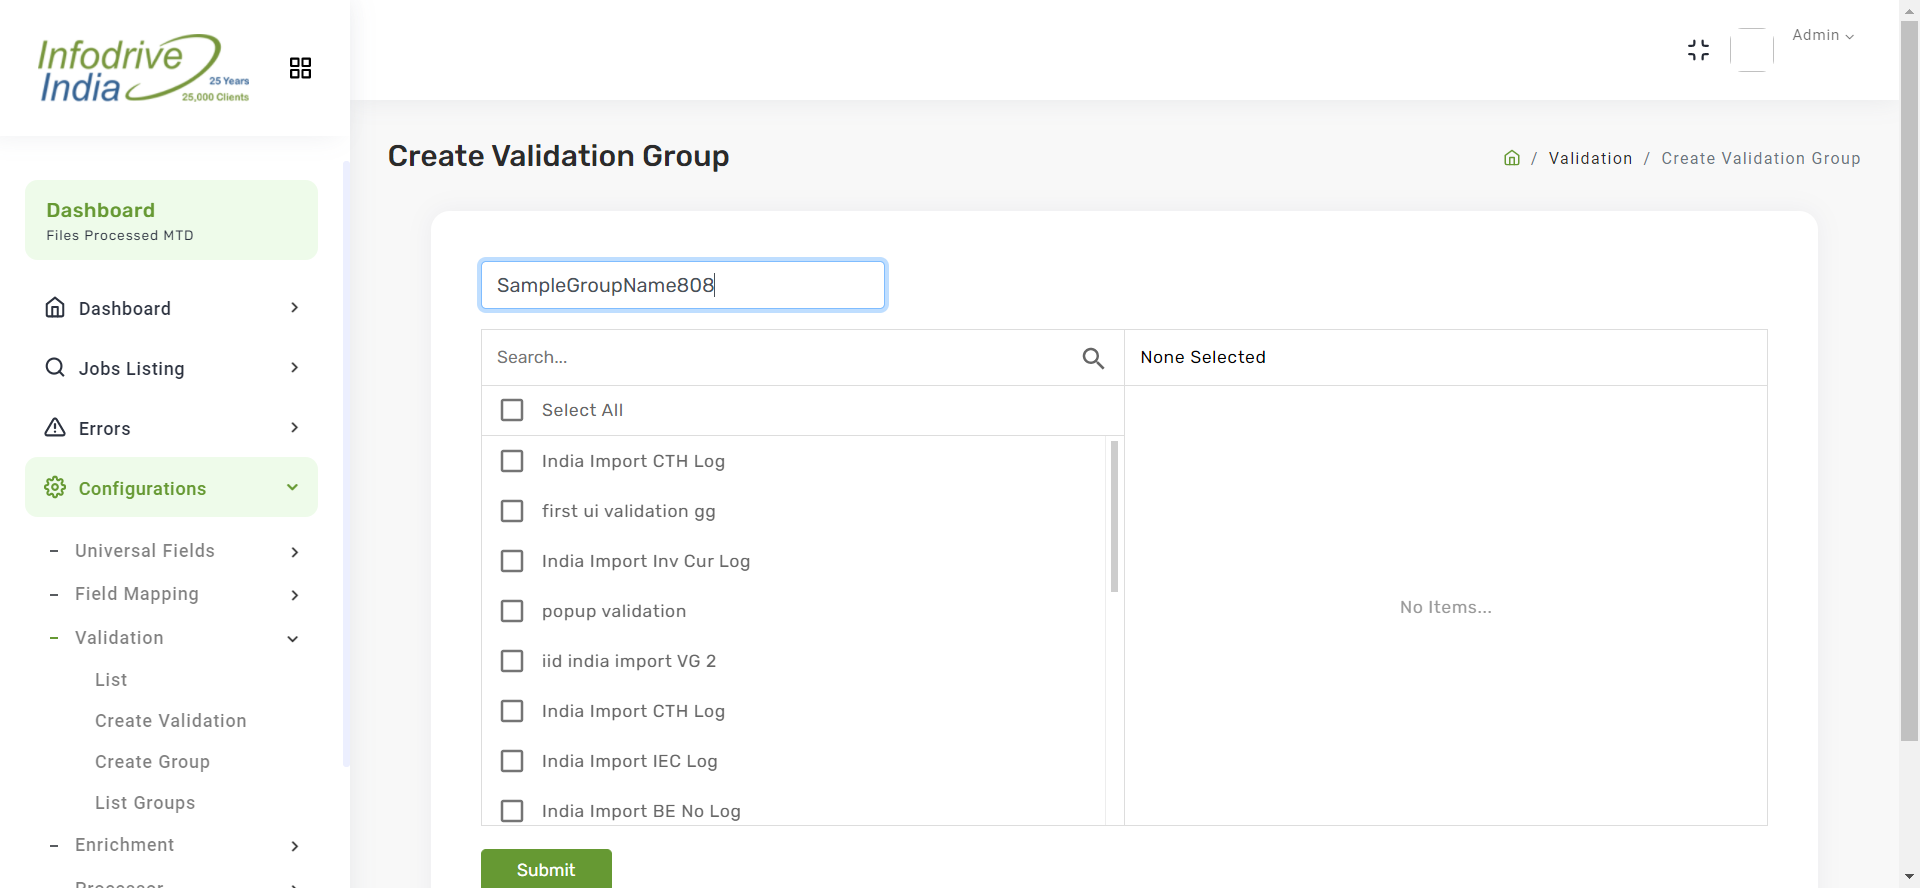 Infodrive
India
25 Years
25,000 Clients
Admin
Create Validation Group
/ Validation / Create Validation Group
Dashboard
Files Processed MTD
Dashboard
Jobs Listing
Errors
Configurations
Universal Fields
Field Mapping
Validation
List
Create Validation
Create Group
List Groups
Enrichment
Processor
SampleGroupName808
Search...
Select All
India Import CTH Log
first ui validation gg
India Import Inv Cur Log
popup validation
iid india import VG 2
India Import CTH Log
India Import IEC Log
India Import BE No Log
None Selected
No Items...
Submit